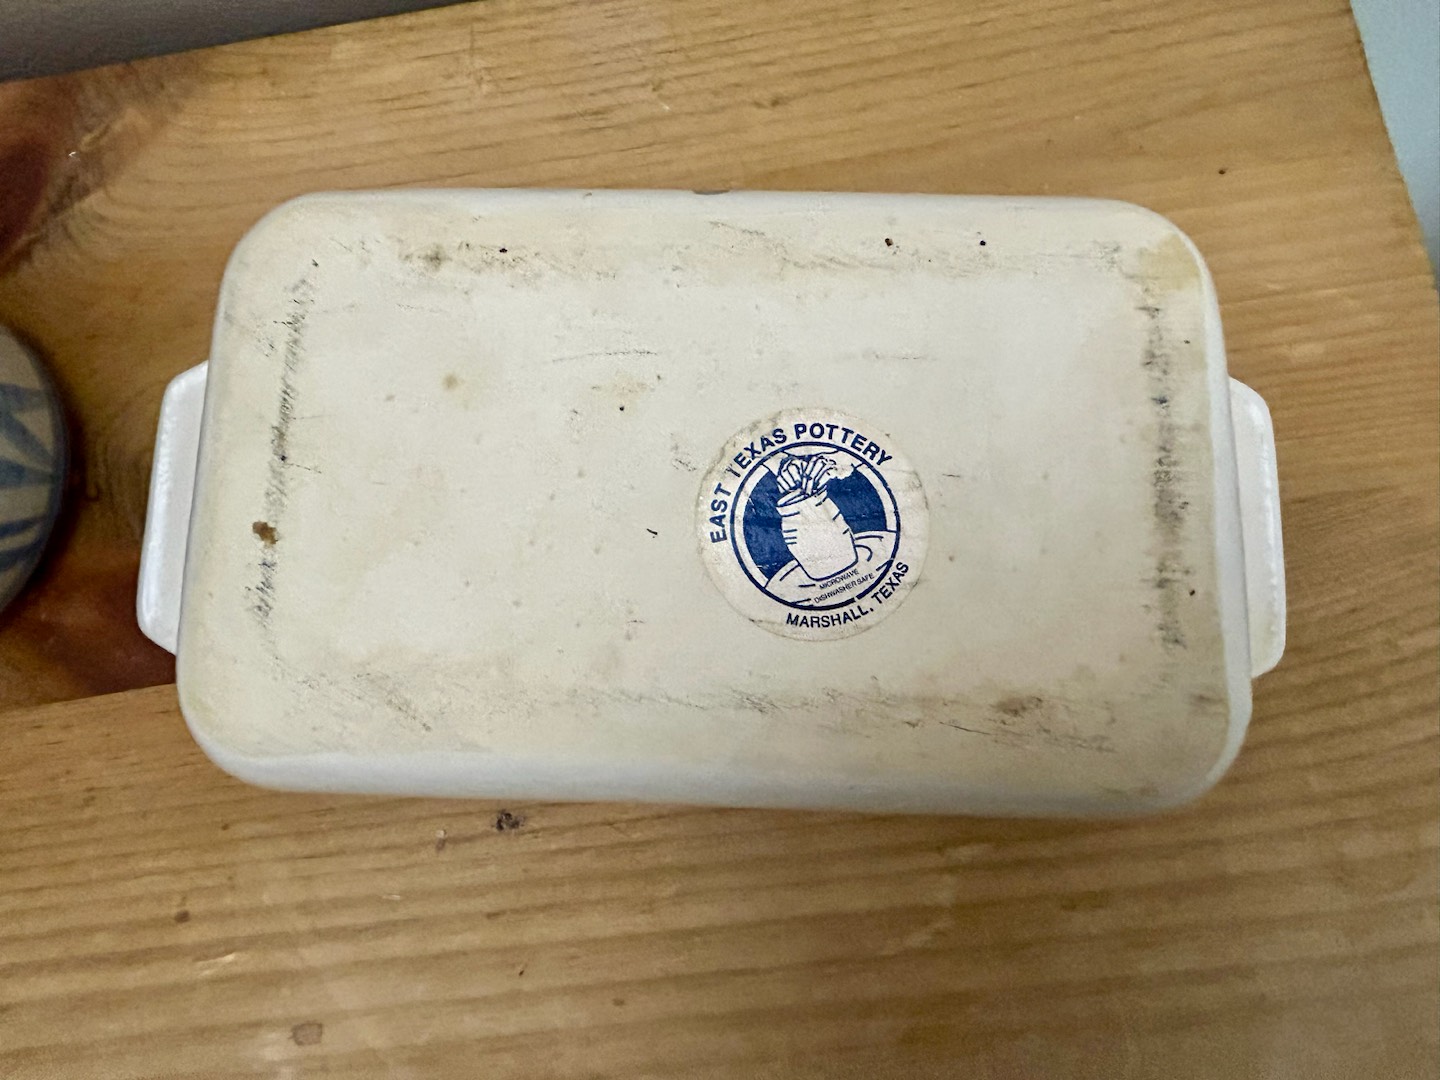 EAST TEXAS POTTERY
MICROWAVE
DISHWASHER SAFE
MARSHALL, TEXAS